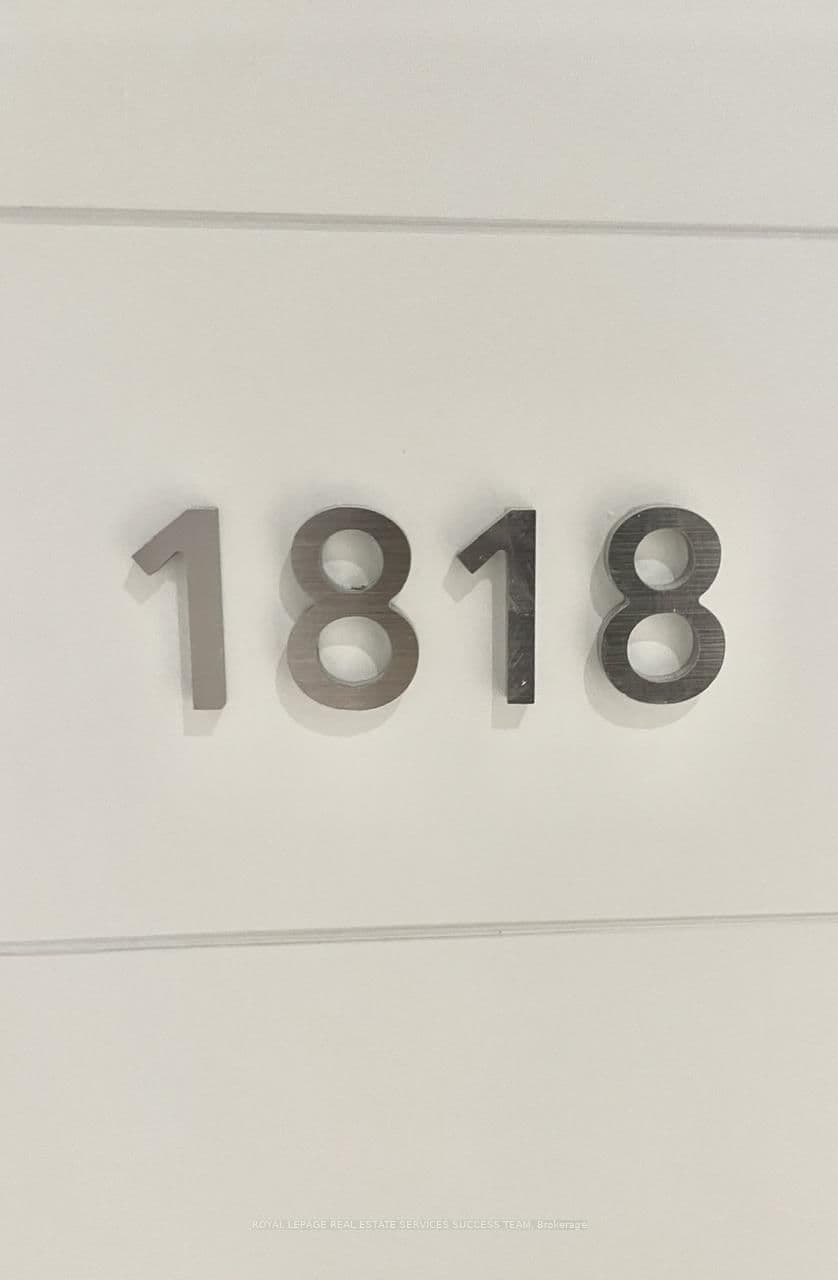 1818
ROYAL LEPAGE REAL ESTATE SERVICES SUCCESS TEAM, Brokerage